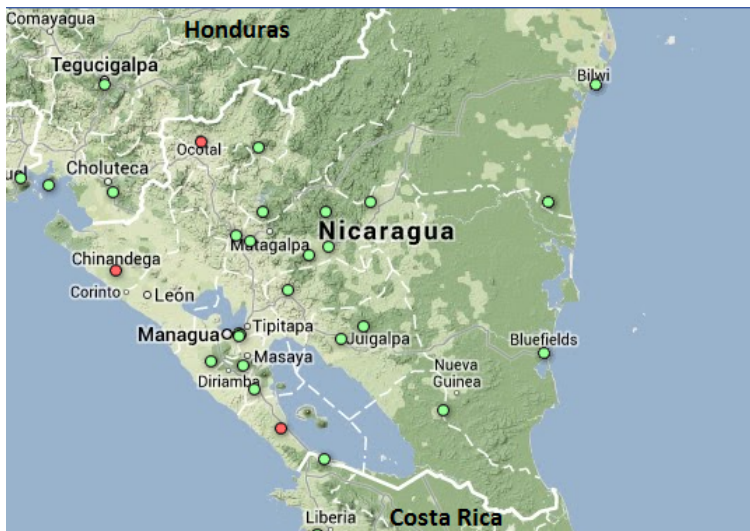 Comayagua
Honduras
Tegucigalpa
Bilwi
Ocotal
Choluteca
Nicaragua
Matagalpa
Chinandega
Corinto
León
Managua
Tipitapa
Juigalpa
Bluefields
Masaya
Nueva
Guinea
Diriamba
Liberia
Costa Rica